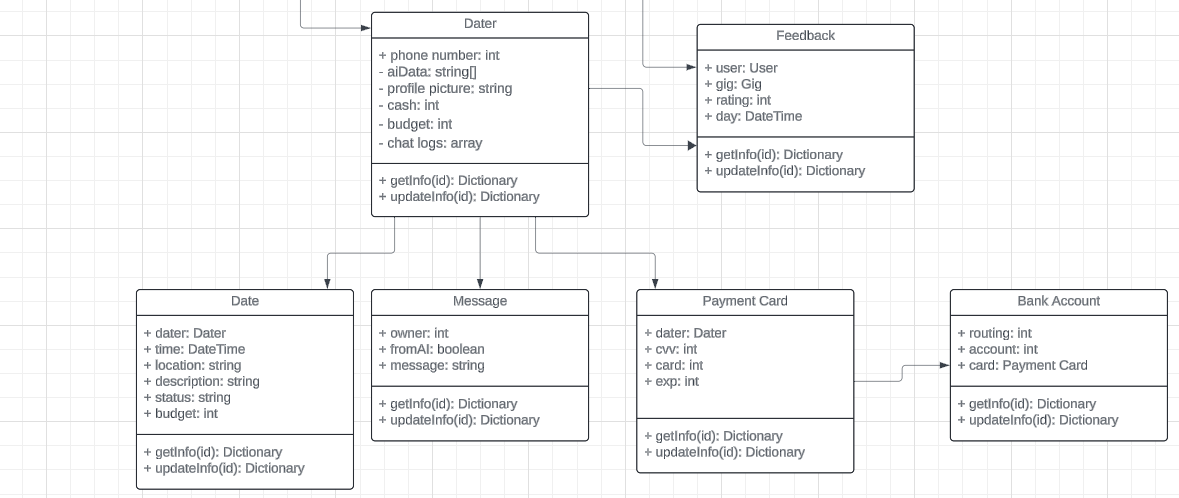 Dater
+ phone number: int
- aiData: string[]
- profile picture: string
- cash: int
- budget: int
- chat logs: array
+ getInfo(id): Dictionary
+ updateInfo(id): Dictionary
Feedback
+ user: User
+ gig: Gig
+ rating: int
+ day: DateTime
+ getInfo(id): Dictionary
+ updateInfo(id): Dictionary
Date
+ dater: Dater
+ time: DateTime
+ location: string
+ description: string
+ status: string
+ budget: int
+ getInfo(id): Dictionary
+ updateInfo(id): Dictionary
Message
+ owner: int
+ fromAI: boolean
+ message: string
+ getInfo(id): Dictionary
+ updateInfo(id): Dictionary
Payment Card
+ dater: Dater
+ cvv: int
+ card: int
+ exp: int
+ getInfo(id): Dictionary
+ updateInfo(id): Dictionary
Bank Account
+ routing: int
+ account: int
+ card: Payment Card
+ getInfo(id): Dictionary
+ updateInfo(id): Dictionary